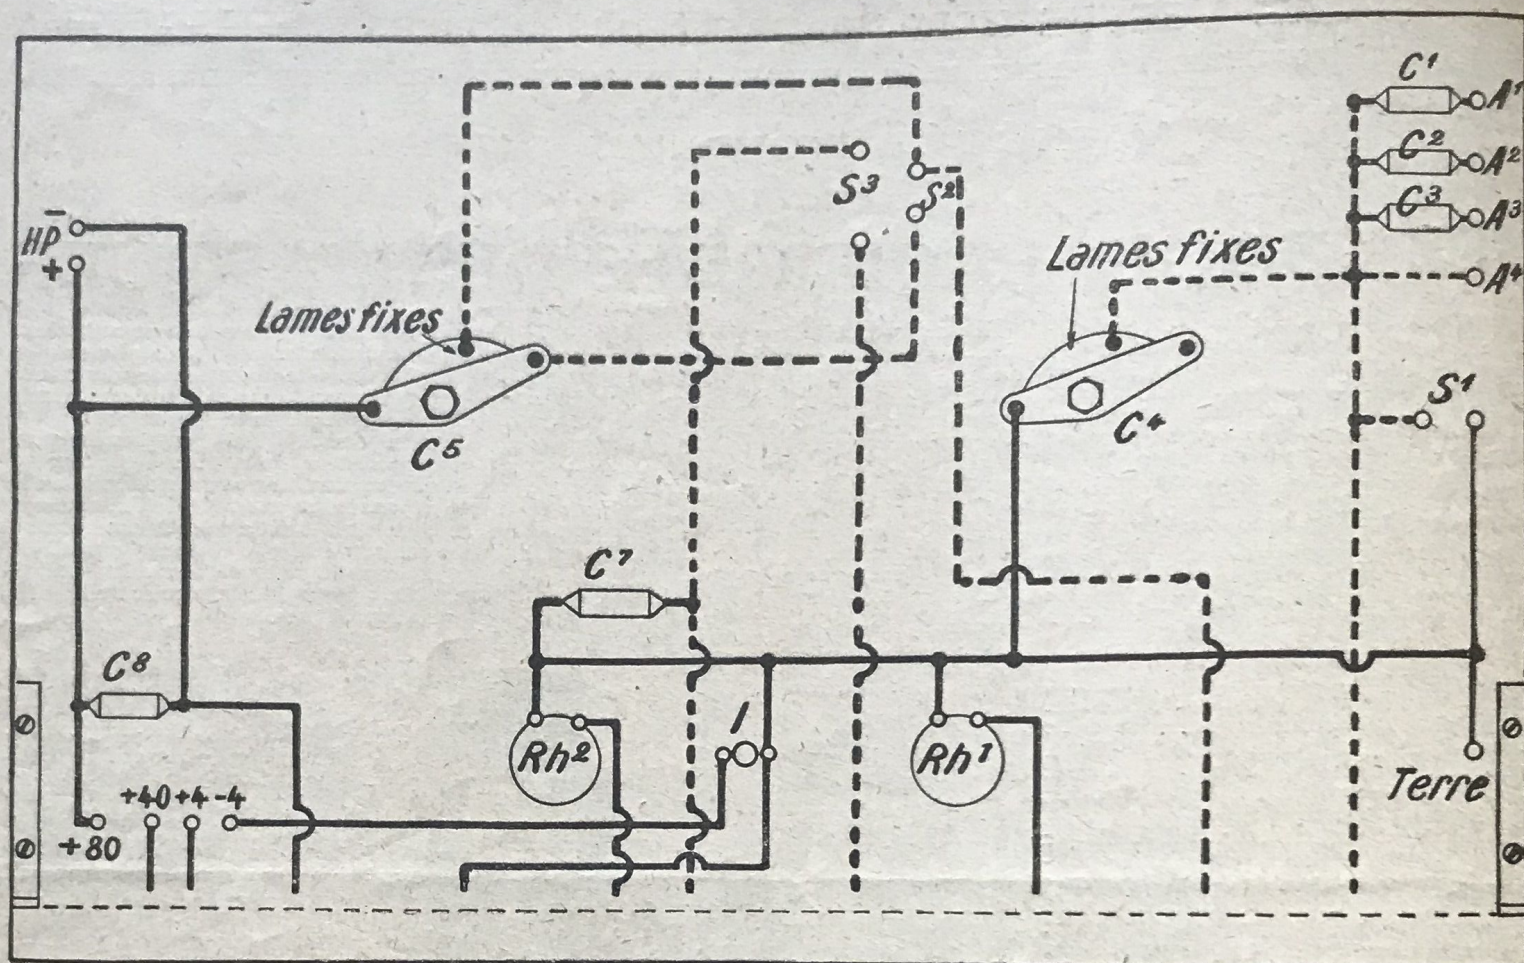 C1
A1
C2
A2
C3
A3
A4
S3
S2
HP
-
+
Lames fixes
Lames fixes
S1
C5
C4
C7
C8
Rh2
I
Rh1
+40 +4 -4
+80
Terre